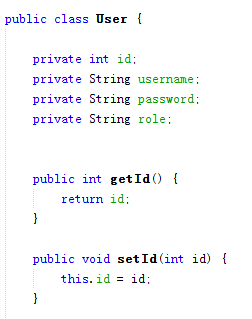 public class User {
private int id;
private String username;
private String password;
private String role;
public int getId() {
return id;
}
public void setId(int id) {
this.id = id;
}